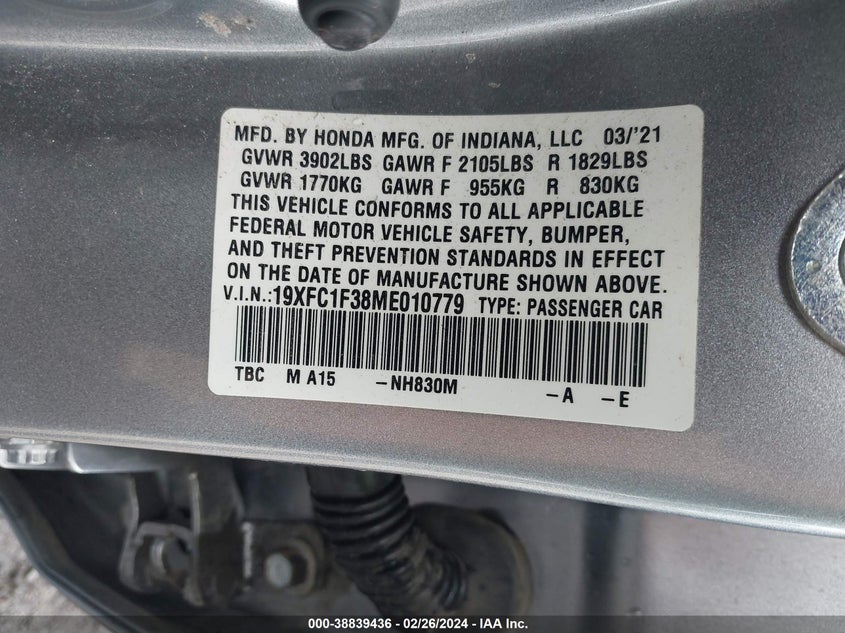 MFD. BY HONDA MFG. OF INDIANA, LLC 03/'21
GVWR 3902LBS GAWR F 2105LBS R 1829LBS
GVWR 1770KG GAWR F 955KG R 830KG
THIS VEHICLE CONFORMS TO ALL APPLICABLE
FEDERAL MOTOR VEHICLE SAFETY, BUMPER,
AND THEFT PREVENTION STANDARDS IN EFFECT
ON THE DATE OF MANUFACTURE SHOWN ABOVE.
V.I.N.:19XFC1F38ME010779 TYPE: PASSENGER CAR
TBC M A15 -NH830M -A -E
000-38839436 - 02/26/2024 - IAA Inc.